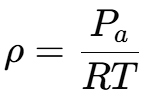 ρ = P_a / RT